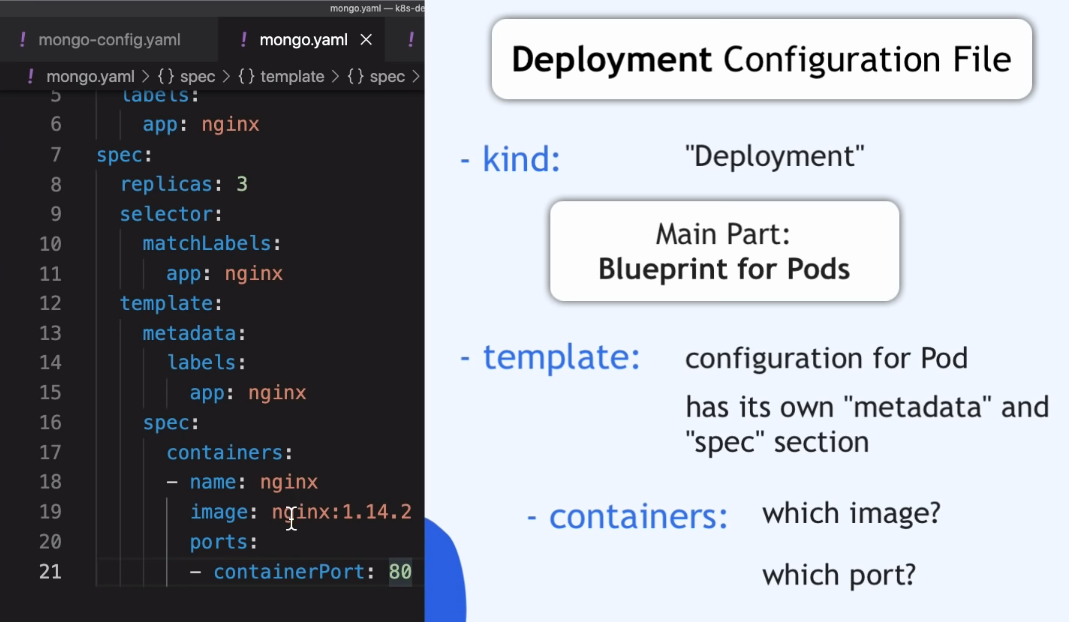 mongo.yaml — k8s-de
! mongo-config.yaml
! mongo.yaml ×
!
! mongo.yaml > {} spec > {} template > {} spec >
5 labels:
6 app: nginx
7 spec:
8 replicas: 3
9 selector:
10 matchLabels:
11 app: nginx
12 template:
13 metadata:
14 labels:
15 app: nginx
16 spec:
17 containers:
18 - name: nginx
19 image: nginx:1.14.2
20 ports:
21 - containerPort: 80
Deployment Configuration File
- kind: "Deployment"
Main Part:
Blueprint for Pods
- template: configuration for Pod
has its own "metadata" and
"spec" section
- containers: which image?
which port?